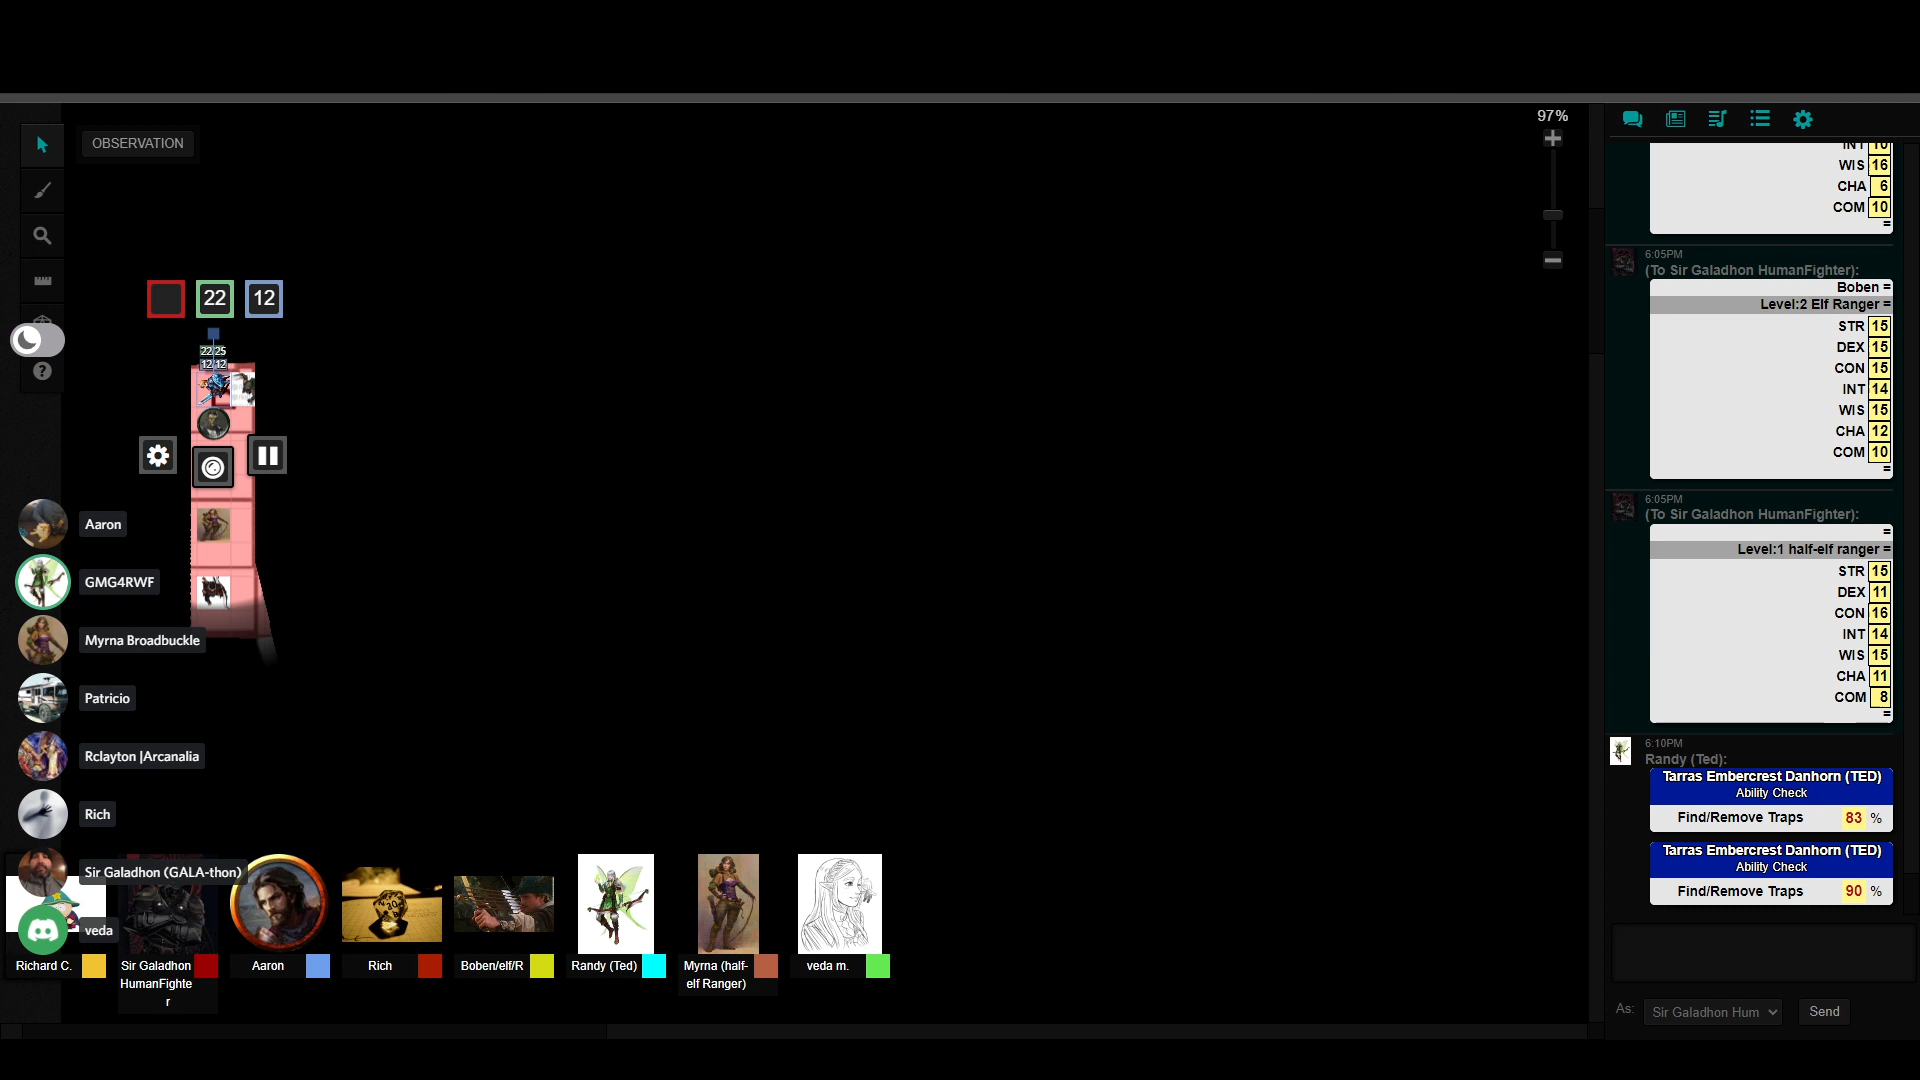 OBSERVATION
97%
22
12
22/25
12/12
Aaron
GMG4RWF
Myrna Broadbuckle
Patricio
Rclayton |Arcanalia
Rich
Sir Galadhon (GALA-thon)
veda
Richard C.
Sir Galadhon
HumanFighte
r
Aaron
Rich
Boben/elf/R
Randy (Ted)
Myrna (half-
elf Ranger)
veda m.
INT 10
WIS 16
CHA 6
COM 10
=
6:05PM
(To Sir Galadhon HumanFighter):
Boben =
Level:2 Elf Ranger =
STR 15
DEX 15
CON 15
INT 14
WIS 15
CHA 12
COM 10
=
6:05PM
(To Sir Galadhon HumanFighter):
=
Level:1 half-elf ranger =
STR 15
DEX 11
CON 16
INT 14
WIS 15
CHA 11
COM 8
=
6:10PM
Randy (Ted):
Tarras Embercrest Danhorn (TED)
Ability Check
Find/Remove Traps 83 %
Tarras Embercrest Danhorn (TED)
Ability Check
Find/Remove Traps 90 %
As: Sir Galadhon Hum
Send